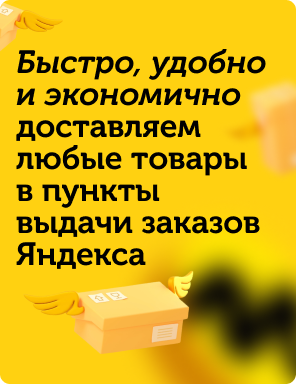 Быстро, удобно
и экономично
доставляем
любые товары
в пункты
выдачи заказов
Яндекса